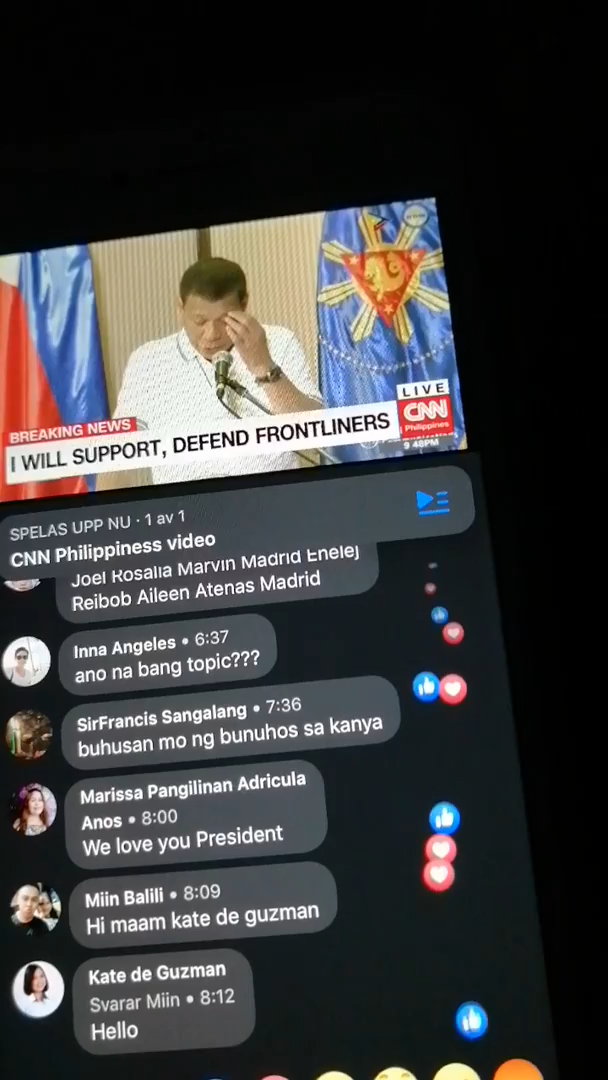 LIVE
CNN
Philippines
BREAKING NEWS
I WILL SUPPORT, DEFEND FRONTLINERS
9 46PM
SPELAS UPP NU · 1 av 1
CNN Philippiness video
Joel Rosalia Marvin Madrid Enelej
Reibob Aileen Atenas Madrid
Inna Angeles • 6:37
ano na bang topic???
SirFrancis Sangalang • 7:36
buhusan mo ng bunuhos sa kanya
Marissa Pangilinan Adricula
Anos • 8:00
We love you President
Miin Balili • 8:09
Hi maam kate de guzman
Kate de Guzman
Svarar Miin • 8:12
Hello